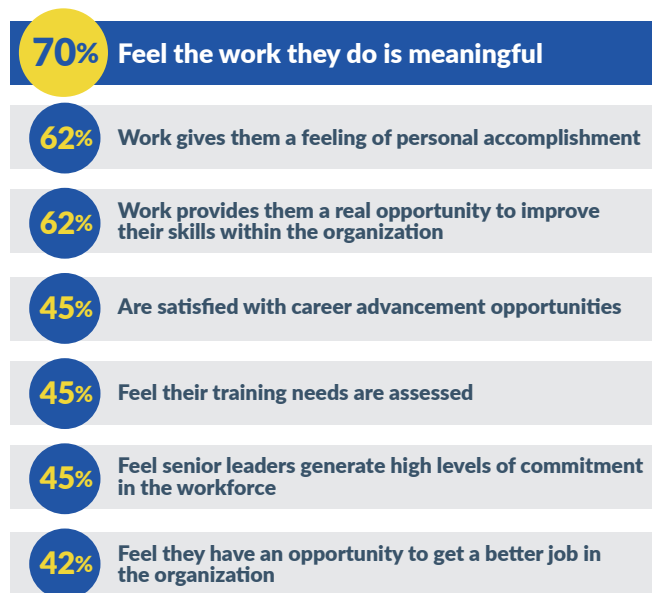 70% Feel the work they do is meaningful
62% Work gives them a feeling of personal accomplishment
62% Work provides them a real opportunity to improve
their skills within the organization
45% Are satisfied with career advancement opportunities
45% Feel their training needs are assessed
45% Feel senior leaders generate high levels of commitment
in the workforce
42% Feel they have an opportunity to get a better job in
the organization